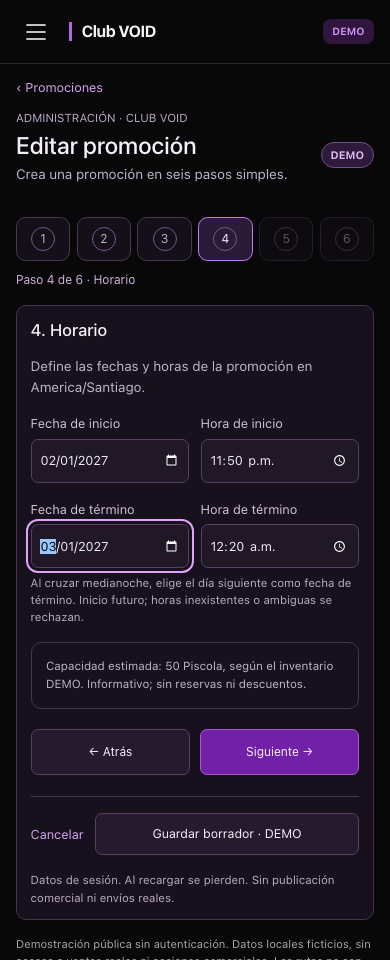 Club VOID
DEMO
‹ Promociones
ADMINISTRACIÓN · CLUB VOID
Editar promoción
DEMO
Crea una promoción en seis pasos simples.
1 2 3 4 5 6
Paso 4 de 6 · Horario
4. Horario
Define las fechas y horas de la promoción en
America/Santiago.
Fecha de inicio Hora de inicio
02/01/2027 11:50 p.m.
Fecha de término Hora de término
03/01/2027 12:20 a.m.
Al cruzar medianoche, elige el día siguiente como fecha de
término. Inicio futuro; horas inexistentes o ambiguas se
rechazan.
Capacidad estimada: 50 Piscola, según el inventario
DEMO. Informativo; sin reservas ni descuentos.
← Atrás Siguiente →
Cancelar Guardar borrador · DEMO
Datos de sesión. Al recargar se pierden. Sin publicación
comercial ni envíos reales.
Demostración pública sin autenticación. Datos locales ficticios, sin